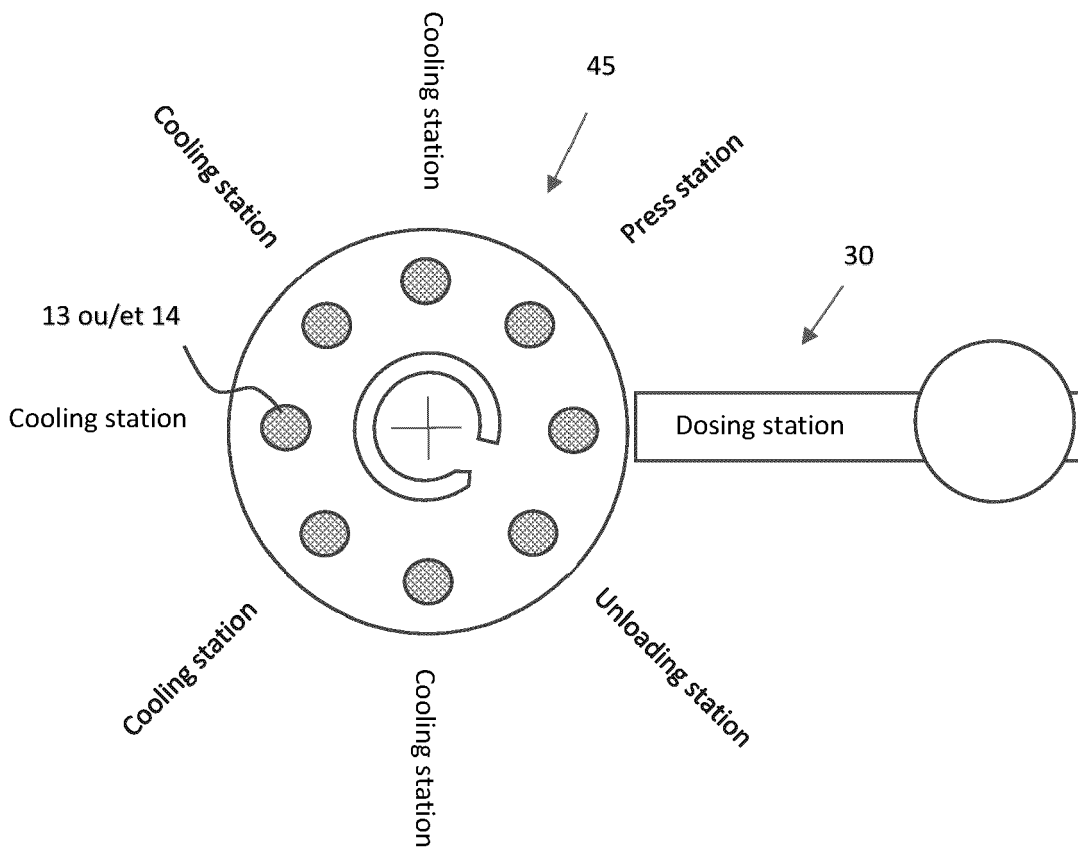 Cooling station
45
Cooling station
Press station
30
13 ou/et 14
Cooling station
Dosing station
Cooling station
Unloading station
Cooling station